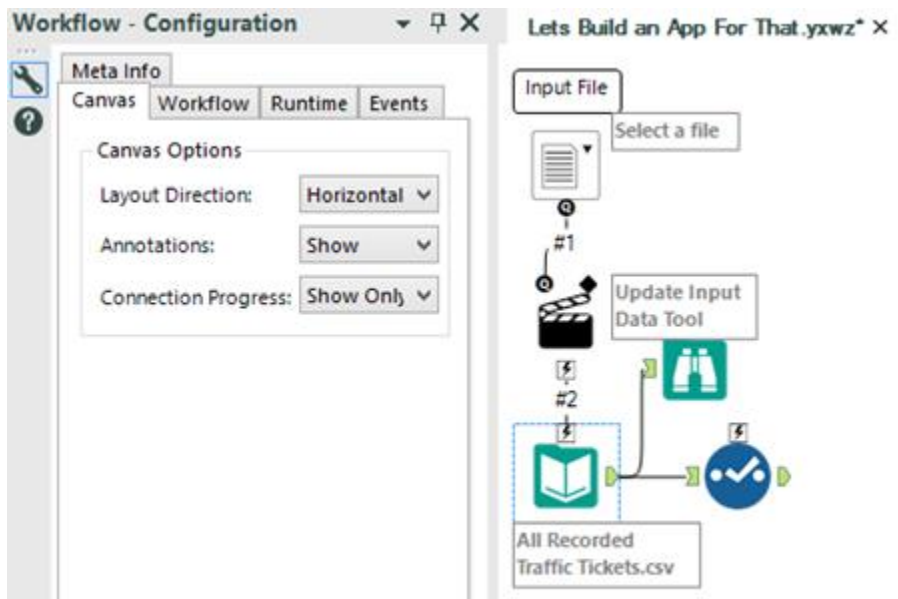 Workflow - Configuration
Lets Build an App For That.yxwz*
Meta Info
Canvas
Workflow
Runtime
Events
Canvas Options
Layout Direction:
Horizontal
Annotations:
Show
Connection Progress:
Show Only
Input File
Select a file
#1
Update Input
Data Tool
#2
All Recorded
Traffic Tickets.csv